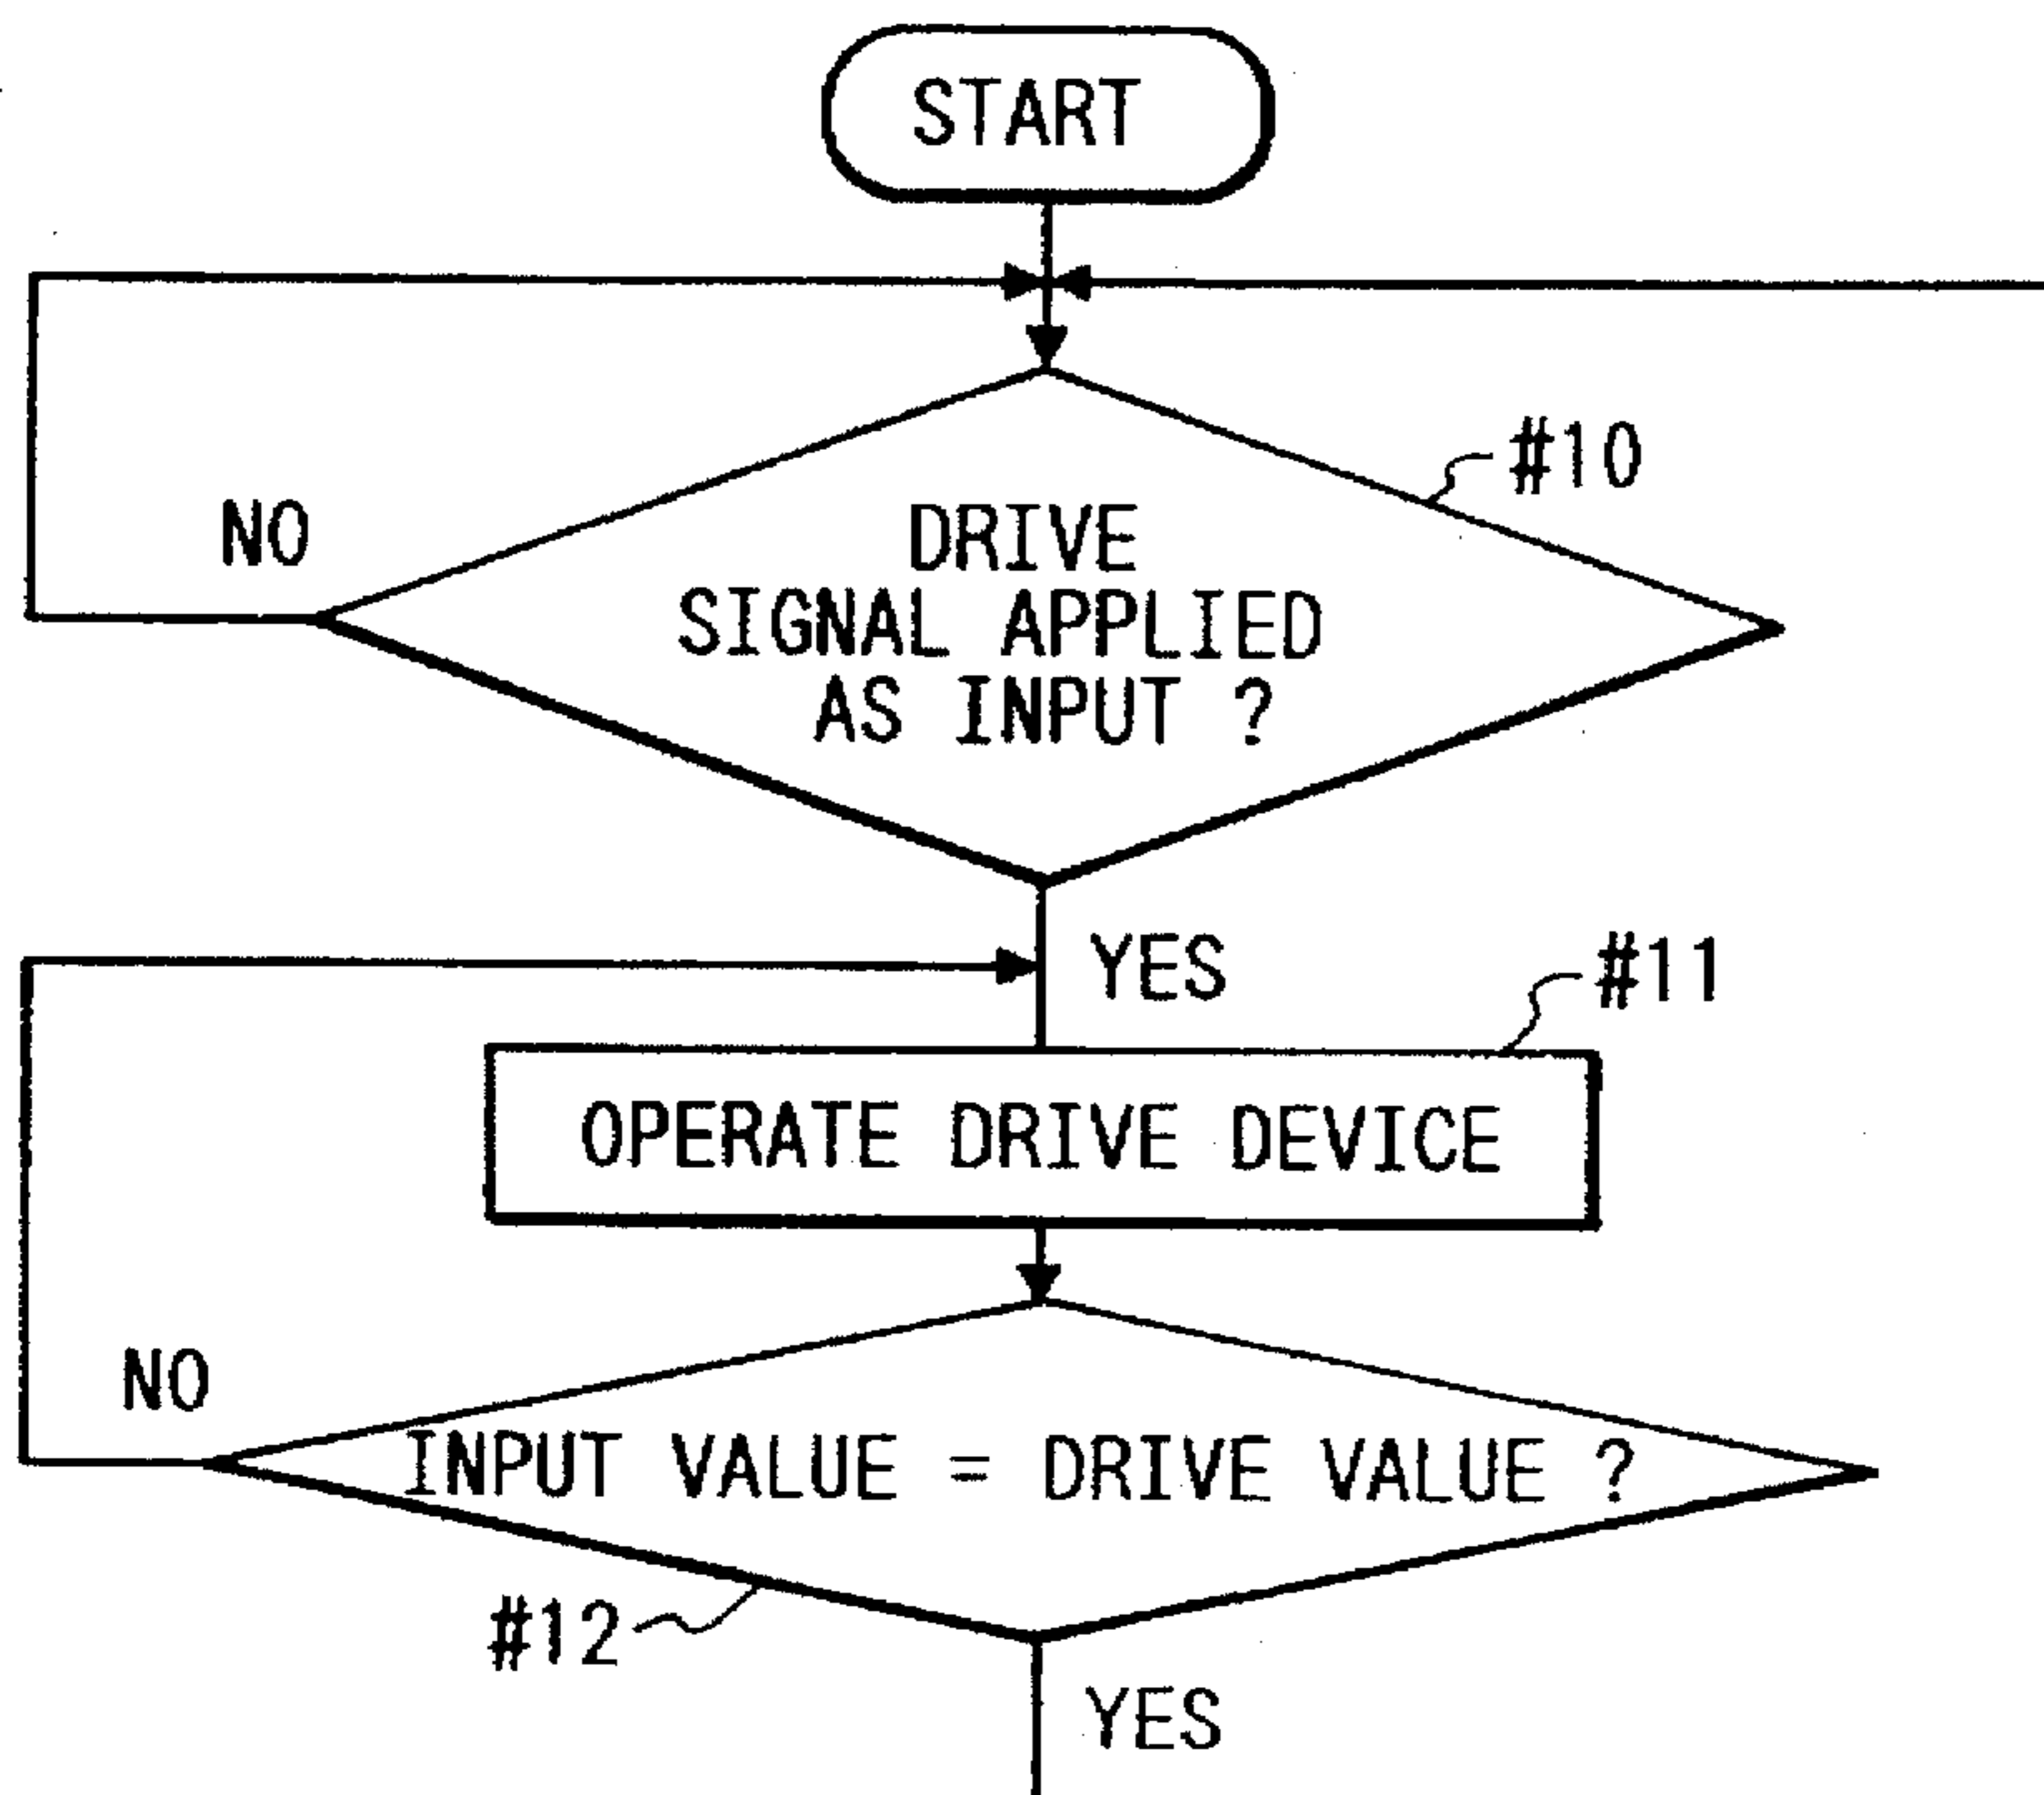 START
#10
NO
DRIVE
SIGNAL APPLIED
AS INPUT ?
YES
#11
OPERATE DRIVE DEVICE
NO
INPUT VALUE = DRIVE VALUE ?
#12
YES